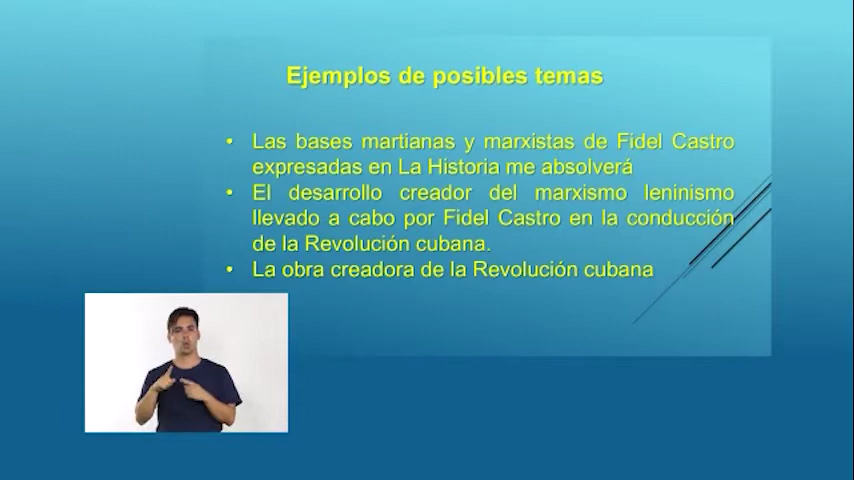 Ejemplos de posibles temas
• Las bases martianas y marxistas de Fidel Castro
expresadas en La Historia me absolverá
• El desarrollo creador del marxismo leninismo
llevado a cabo por Fidel Castro en la conducción
de la Revolución cubana.
• La obra creadora de la Revolución cubana